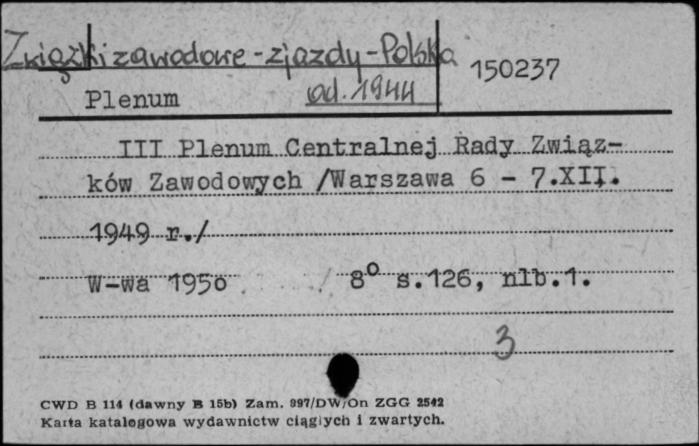 Związki zawodowe - zjazdy - Polska
150237
Plenum
od. 1944
III Plenum Centralnej Rady Związ-
ków Zawodowych /Warszawa 6 - 7.XII.
1949 r./
W-wa 1950 8° s.126, nlb.1.
3
CWD B 114 (dawny B 15b) Zam. 997/DW/On ZGG 2542
Karta katalogowa wydawnictw ciągłych i zwartych.